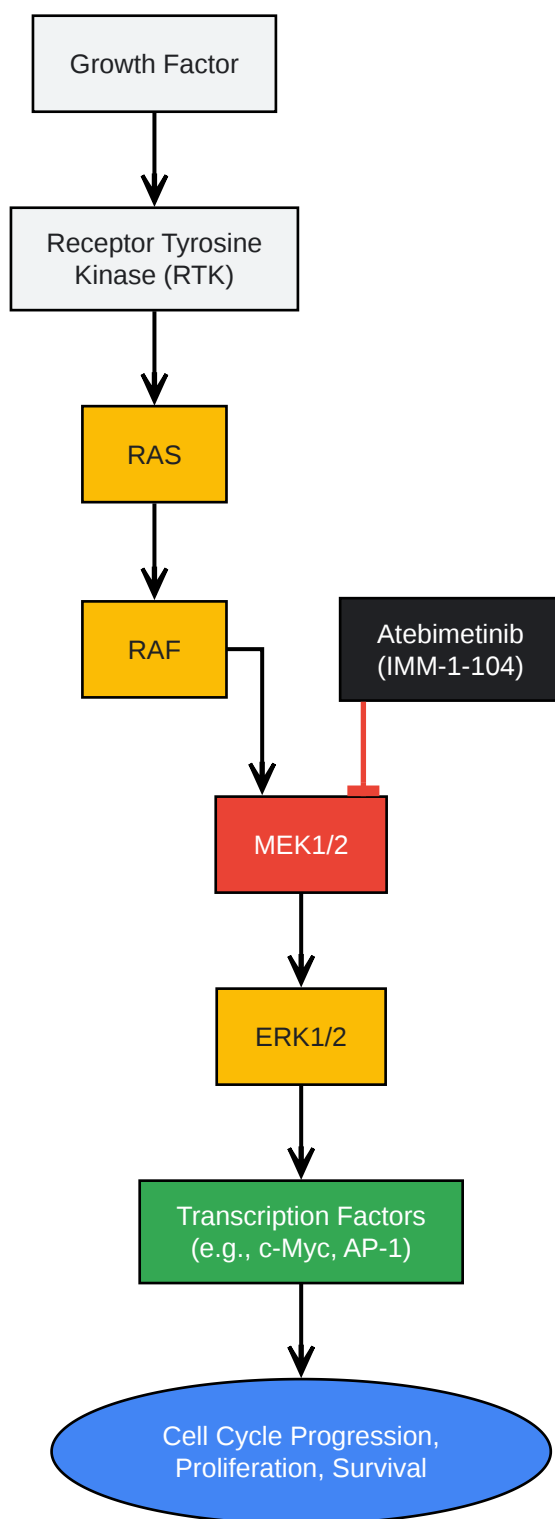 Growth Factor
Receptor Tyrosine
Kinase (RTK)
RAS
RAF
Atebimetinib
(IMM-1-104)
MEK1/2
ERK1/2
Transcription Factors
(e.g., c-Myc, AP-1)
Cell Cycle Progression,
Proliferation, Survival